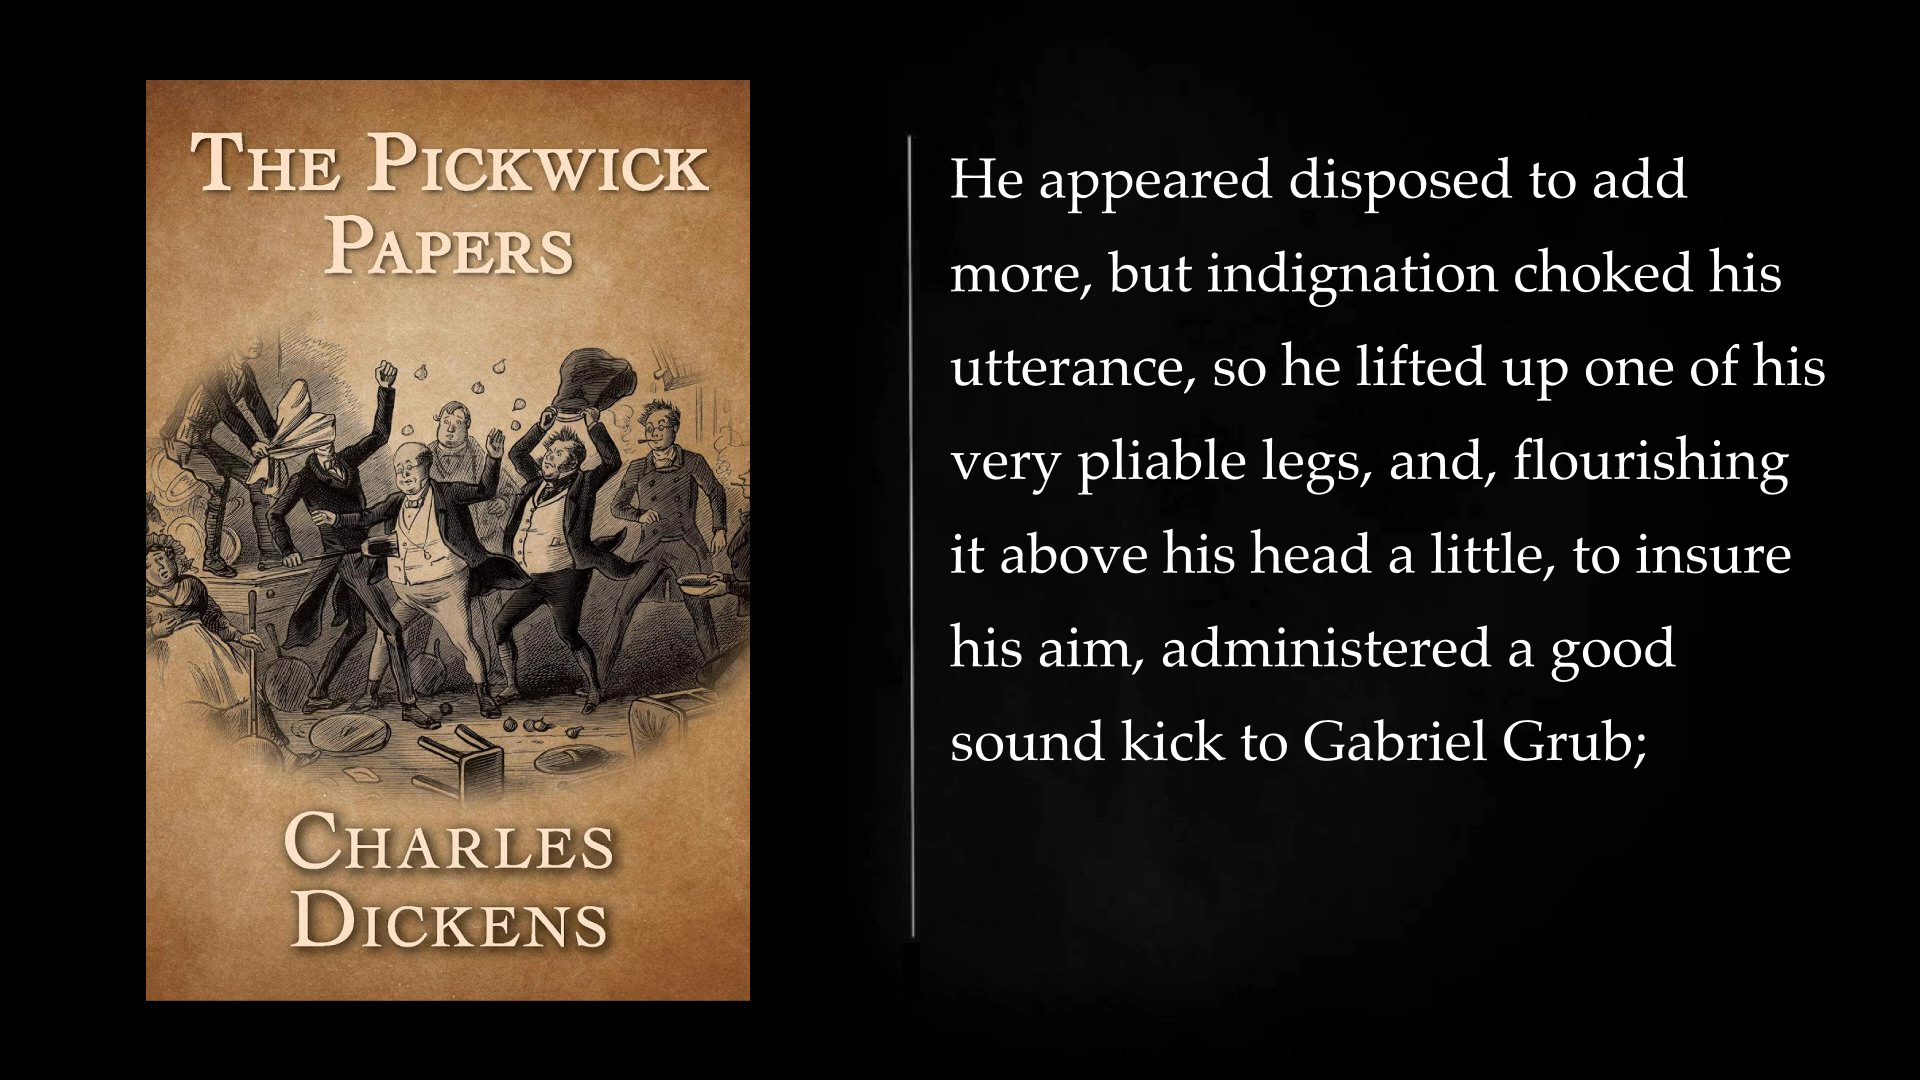 THE PICKWICK
PAPERS
CHARLES
DICKENS
He appeared disposed to add
more, but indignation choked his
utterance, so he lifted up one of his
very pliable legs, and, flourishing
it above his head a little, to insure
his aim, administered a good
sound kick to Gabriel Grub;